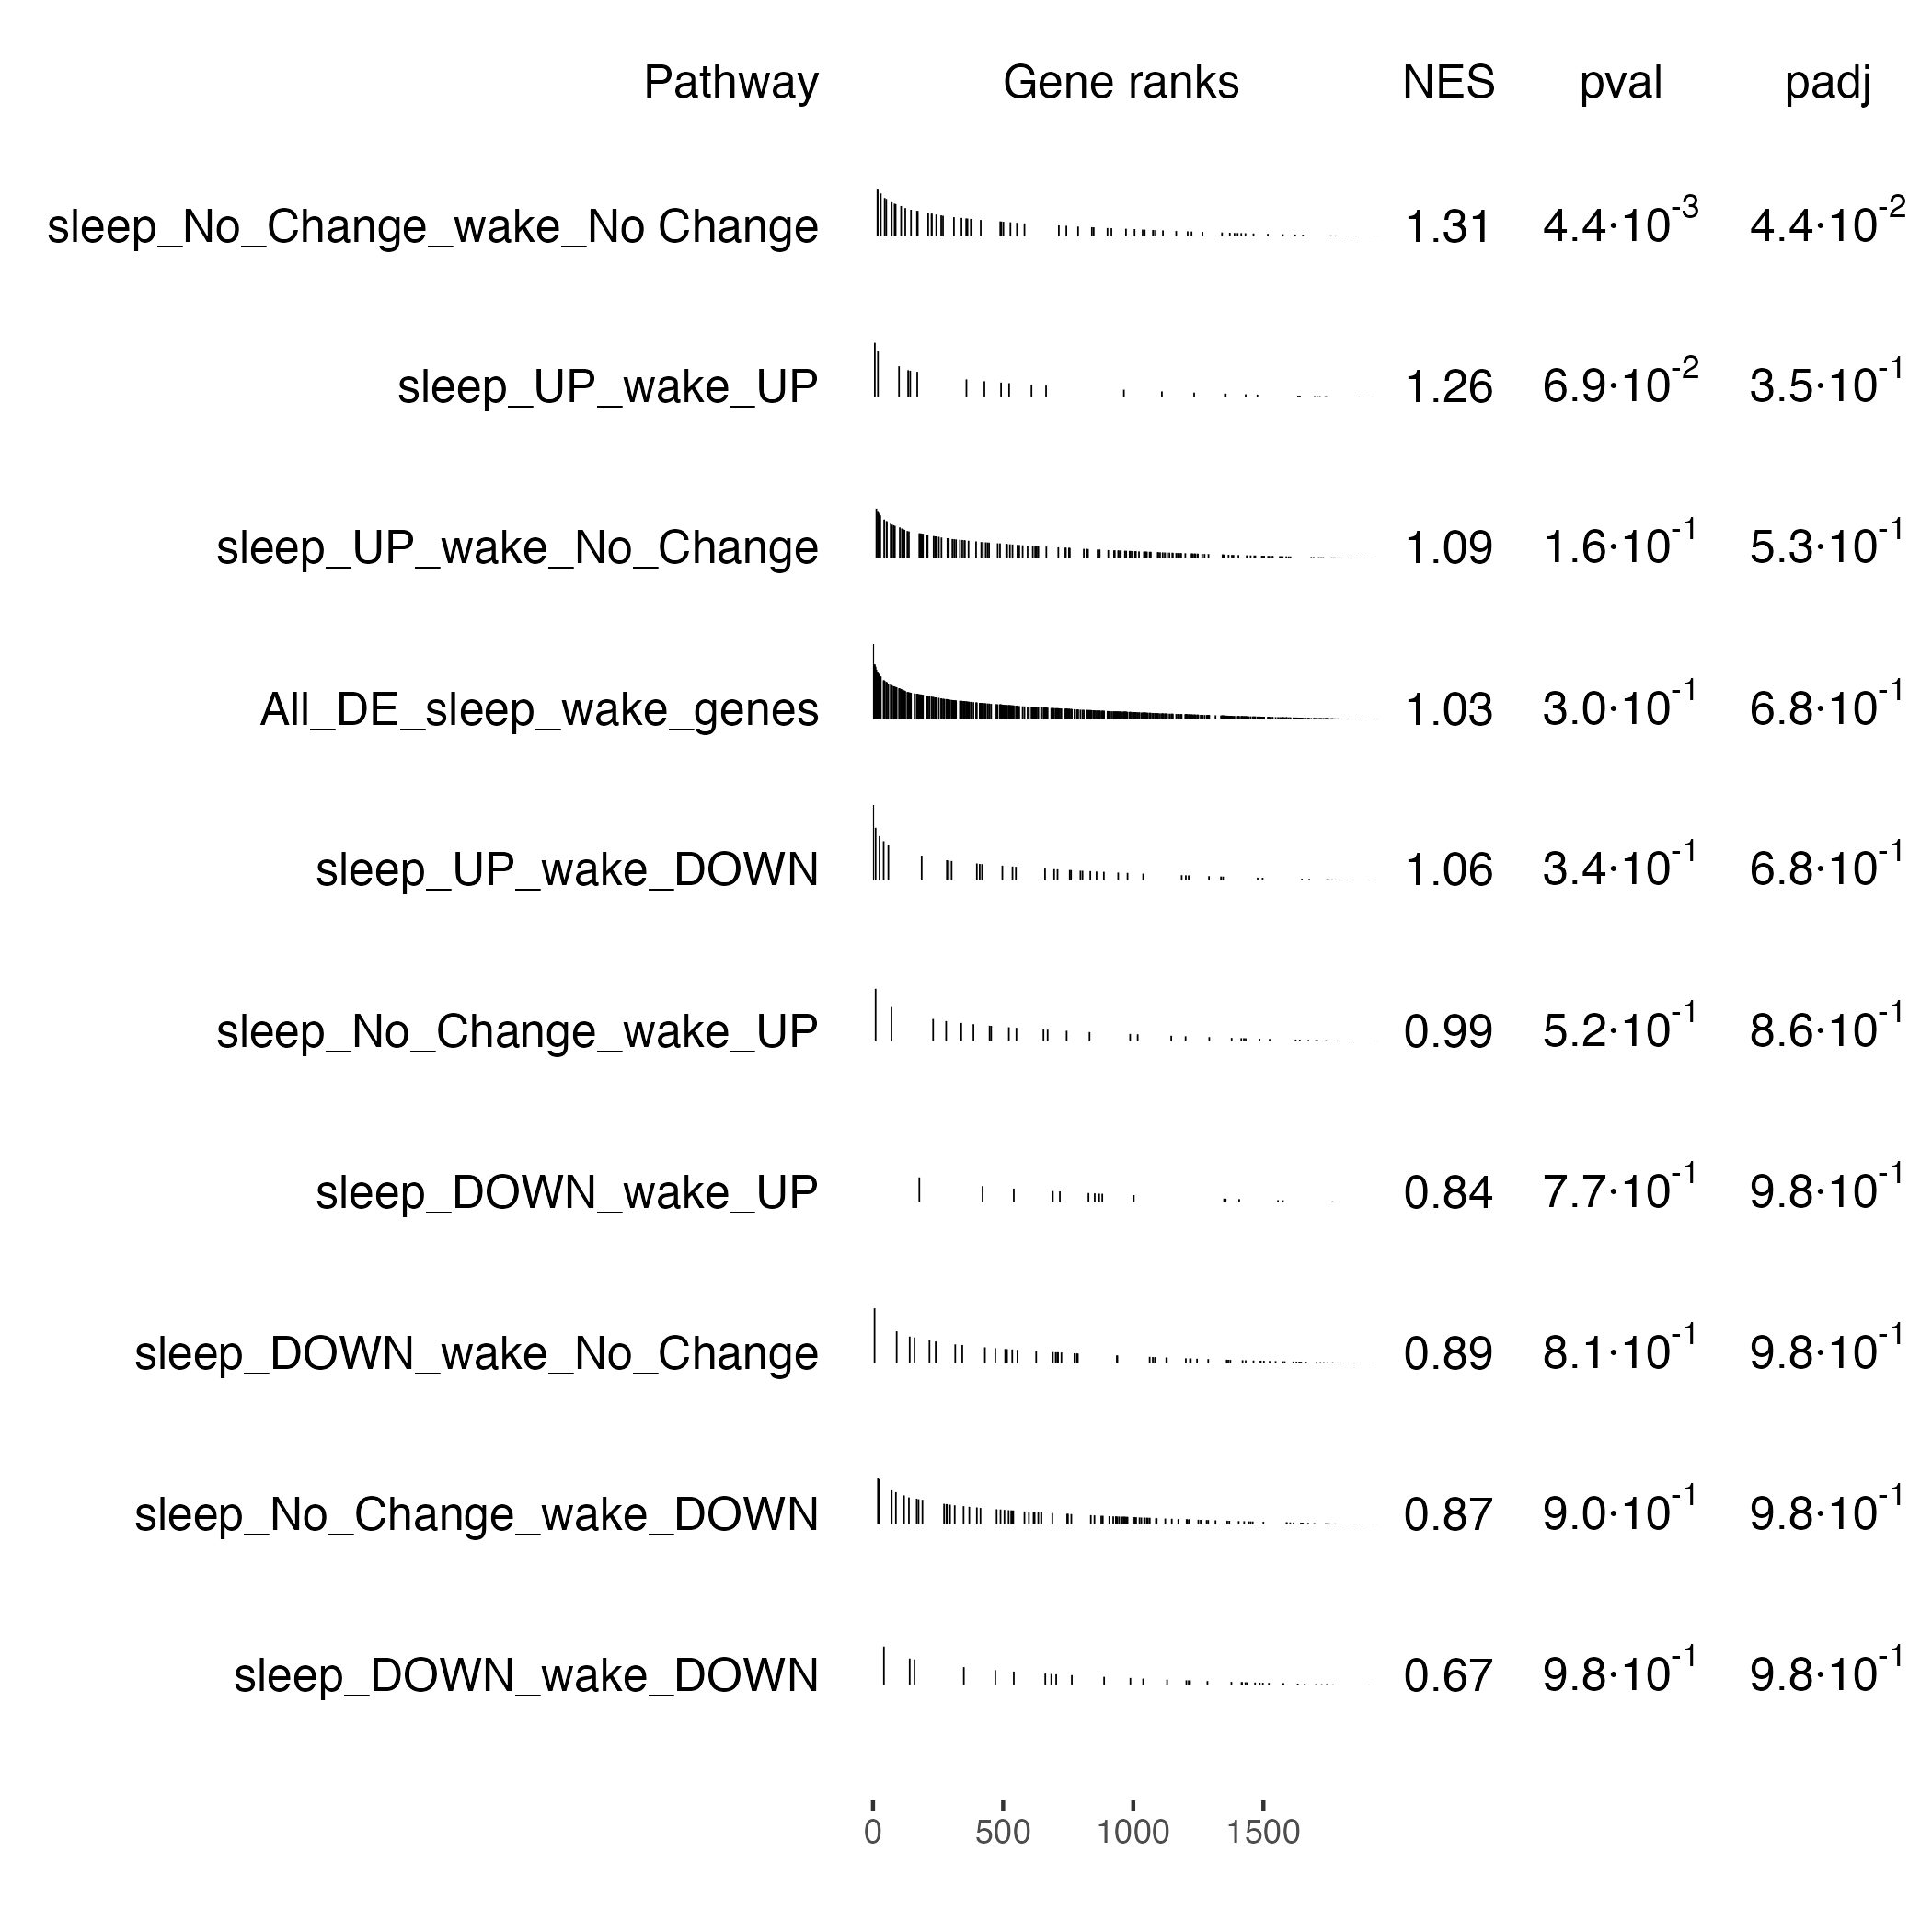 Pathway Gene ranks NES pval padj
sleep_No_Change_wake_No Change 1.31 4.4·10^-3 4.4·10^-2
sleep_UP_wake_UP 1.26 6.9·10^-2 3.5·10^-1
sleep_UP_wake_No_Change 1.09 1.6·10^-1 5.3·10^-1
All_DE_sleep_wake_genes 1.03 3.0·10^-1 6.8·10^-1
sleep_UP_wake_DOWN 1.06 3.4·10^-1 6.8·10^-1
sleep_No_Change_wake_UP 0.99 5.2·10^-1 8.6·10^-1
sleep_DOWN_wake_UP 0.84 7.7·10^-1 9.8·10^-1
sleep_DOWN_wake_No_Change 0.89 8.1·10^-1 9.8·10^-1
sleep_No_Change_wake_DOWN 0.87 9.0·10^-1 9.8·10^-1
sleep_DOWN_wake_DOWN 0.67 9.8·10^-1 9.8·10^-1
0 500 1000 1500